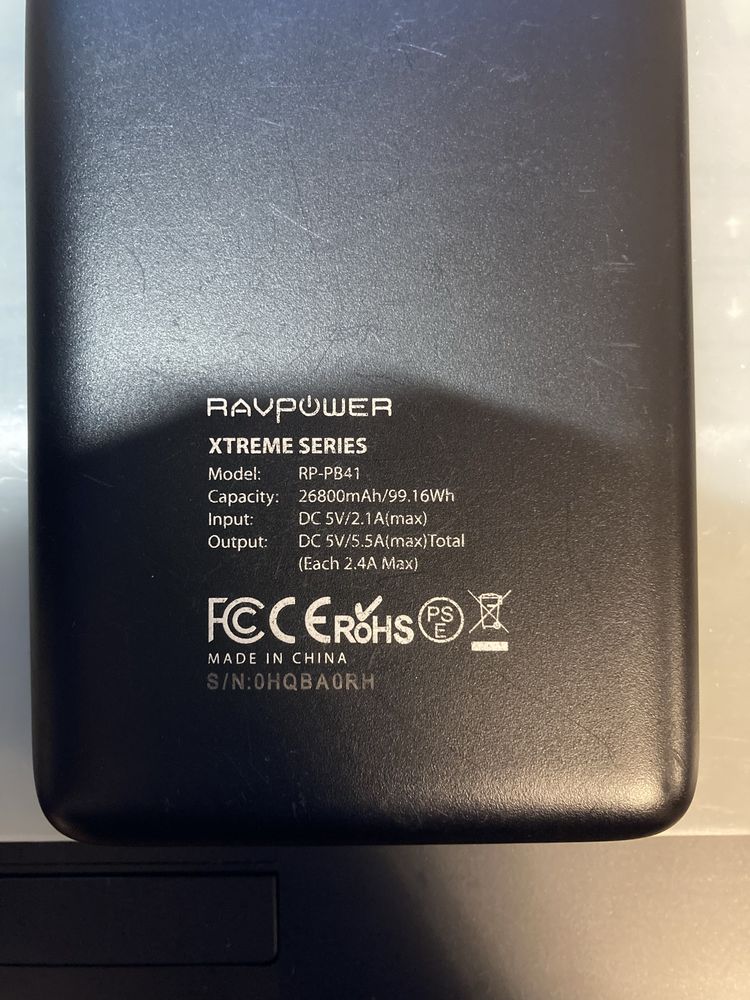 RAVPOWER
XTREME SERIES
Model: RP-PB41
Capacity: 26800mAh/99.16Wh
Input: DC 5V/2.1A(max)
Output: DC 5V/5.5A(max)Total
(Each 2.4A Max)
FC CE RoHS PS E
MADE IN CHINA
S/N:0HQBA0RH